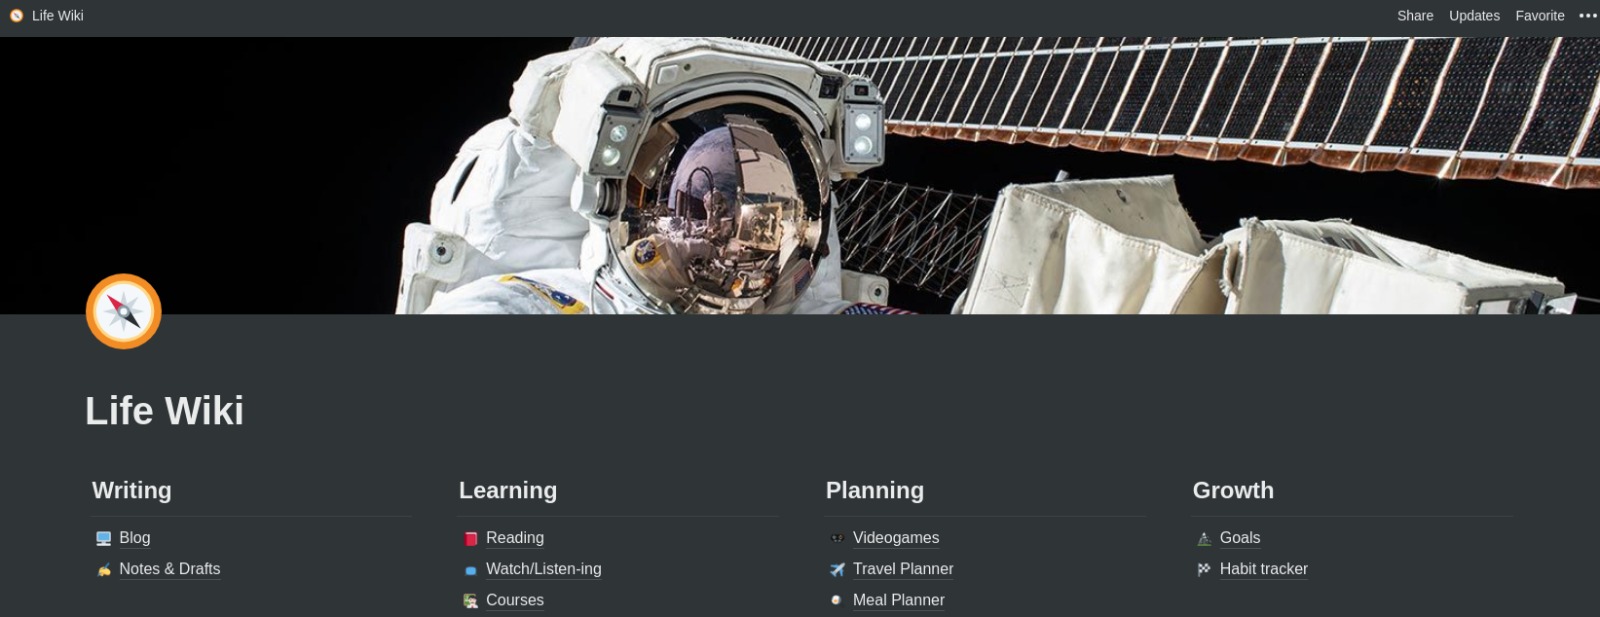 Life Wiki
Share Updates Favorite •••
Life Wiki
Writing
Blog
Notes & Drafts
Learning
Reading
Watch/Listen-ing
Courses
Planning
Videogames
Travel Planner
Meal Planner
Growth
Goals
Habit tracker